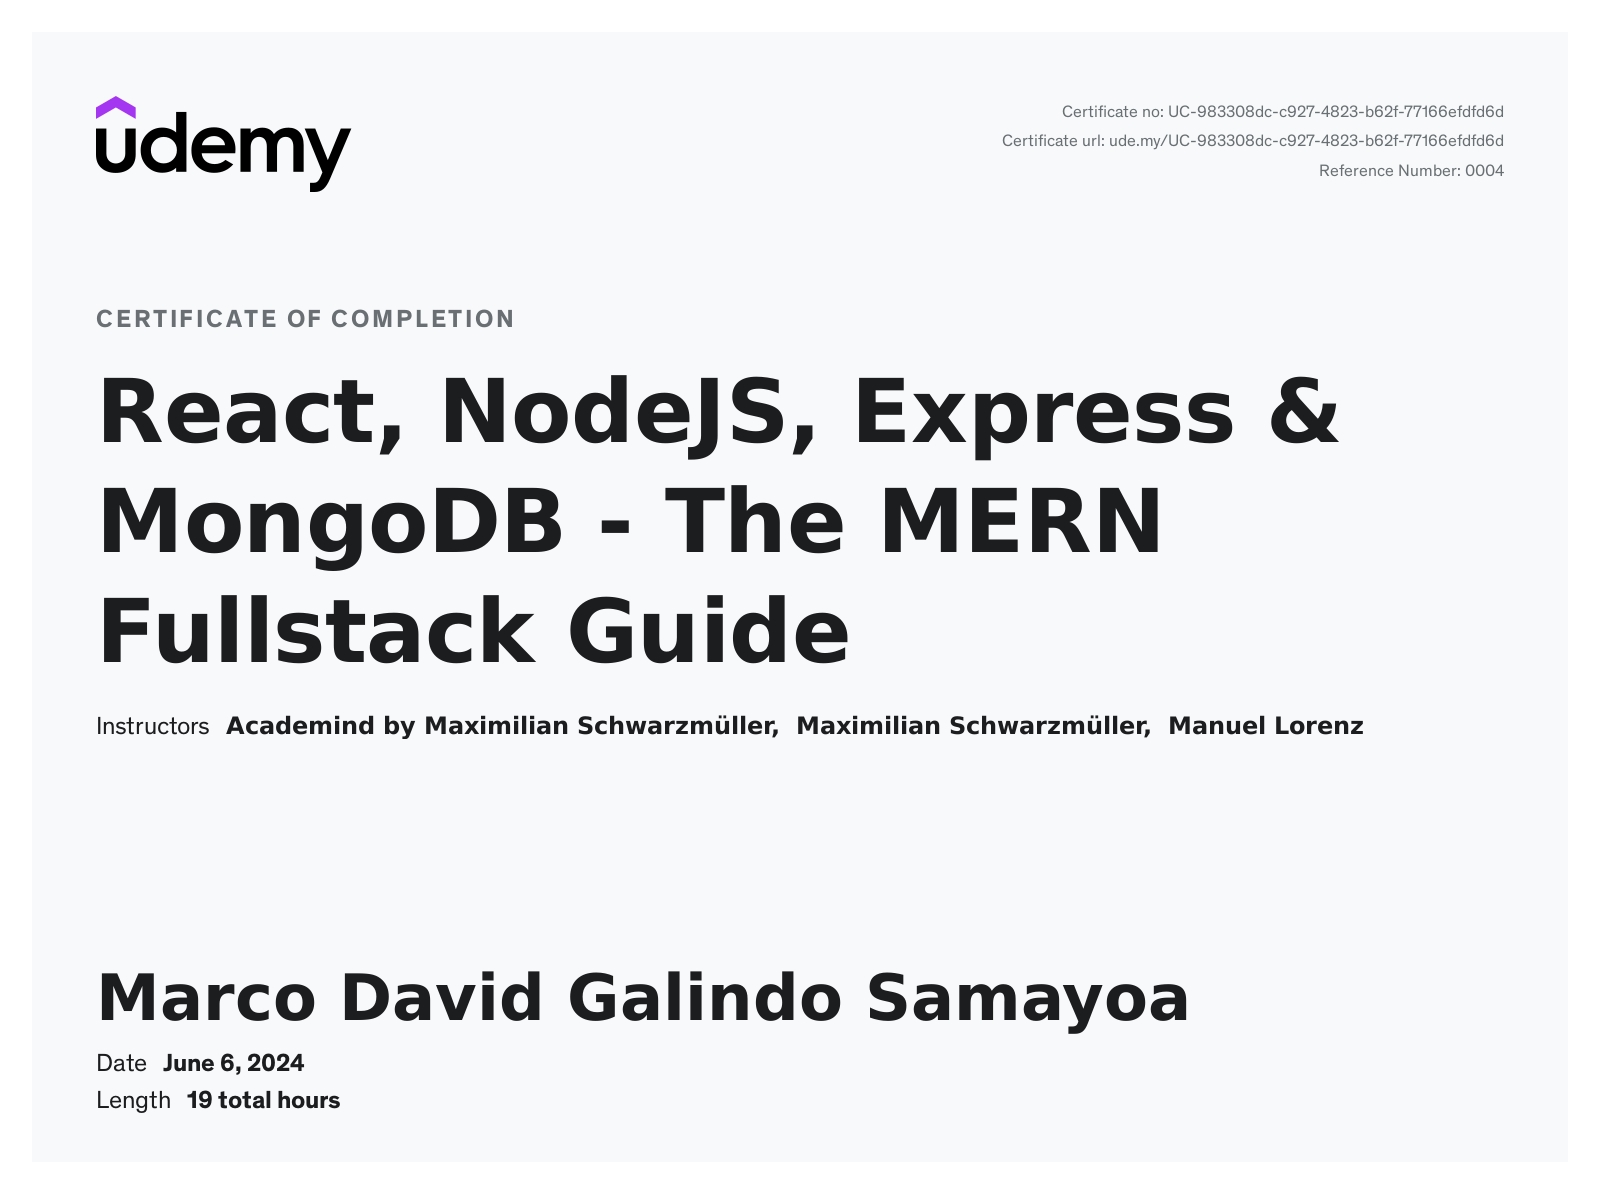 udemy
Certificate no: UC-983308dc-c927-4823-b62f-77166efdfd6d
Certificate url: ude.my/UC-983308dc-c927-4823-b62f-77166efdfd6d
Reference Number: 0004
CERTIFICATE OF COMPLETION
React, NodeJS, Express &
MongoDB - The MERN
Fullstack Guide
Instructors Academind by Maximilian Schwarzmüller, Maximilian Schwarzmüller, Manuel Lorenz
Marco David Galindo Samayoa
Date June 6, 2024
Length 19 total hours